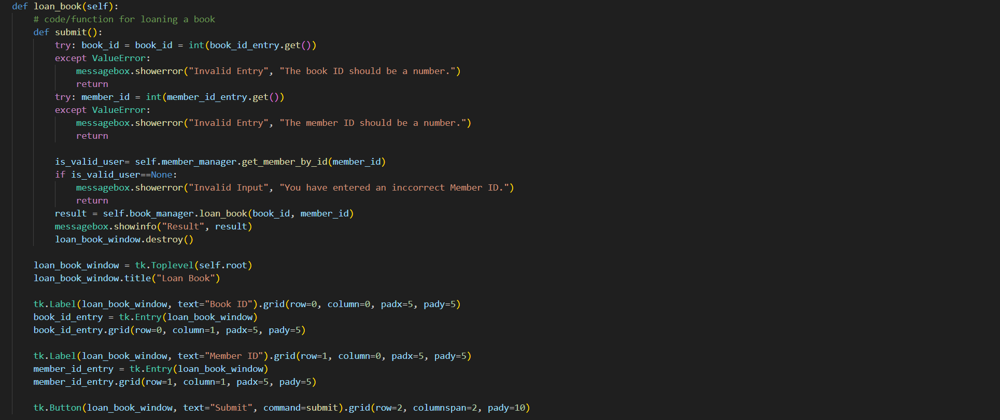 def loan_book(self):
    # code/function for loaning a book
    def submit():
        try: book_id = book_id = int(book_id_entry.get())
        except ValueError:
            messagebox.showerror("Invalid Entry", "The book ID should be a number.")
            return
        try: member_id = int(member_id_entry.get())
        except ValueError:
            messagebox.showerror("Invalid Entry", "The member ID should be a number.")
            return

        is_valid_user= self.member_manager.get_member_by_id(member_id)
        if is_valid_user==None:
            messagebox.showerror("Invalid Input", "You have entered an inccorrect Member ID.")
            return
        result = self.book_manager.loan_book(book_id, member_id)
        messagebox.showinfo("Result", result)
        loan_book_window.destroy()

    loan_book_window = tk.Toplevel(self.root)
    loan_book_window.title("Loan Book")

    tk.Label(loan_book_window, text="Book ID").grid(row=0, column=0, padx=5, pady=5)
    book_id_entry = tk.Entry(loan_book_window)
    book_id_entry.grid(row=0, column=1, padx=5, pady=5)

    tk.Label(loan_book_window, text="Member ID").grid(row=1, column=0, padx=5, pady=5)
    member_id_entry = tk.Entry(loan_book_window)
    member_id_entry.grid(row=1, column=1, padx=5, pady=5)

    tk.Button(loan_book_window, text="Submit", command=submit).grid(row=2, columnspan=2, pady=10)